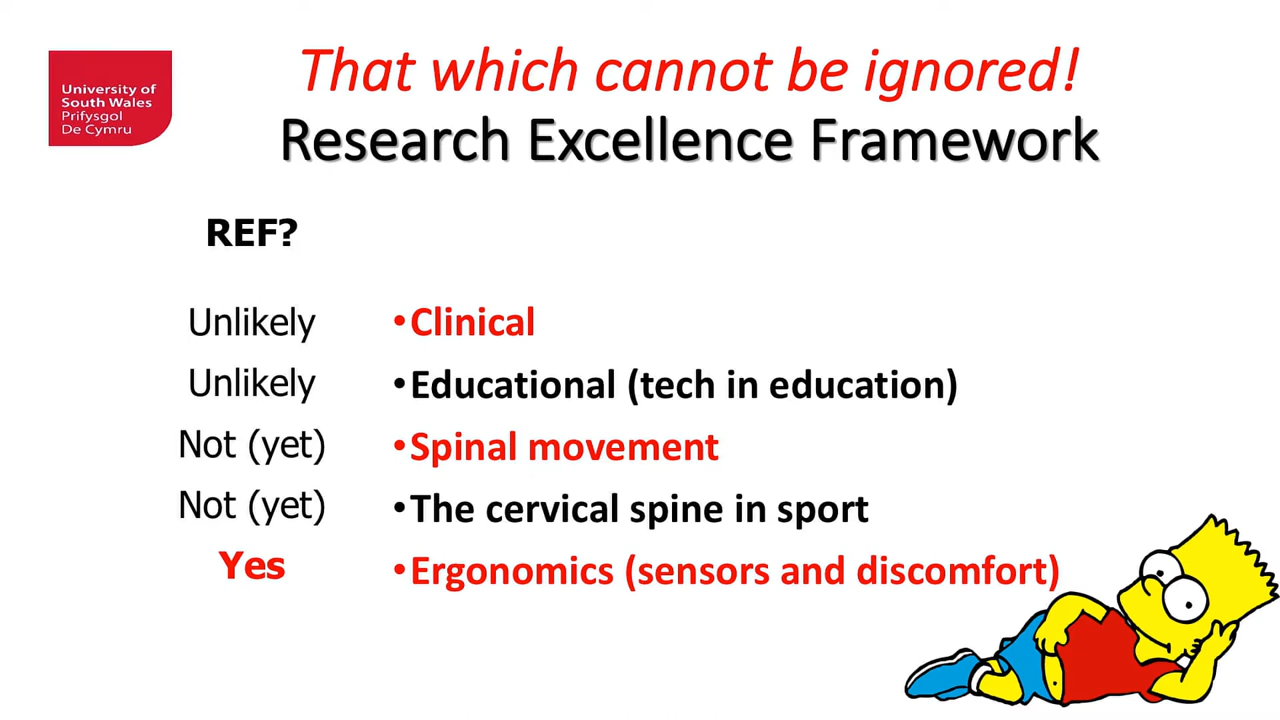 University of
South Wales
Prifysgol
De Cymru
That which cannot be ignored!
Research Excellence Framework
REF?
Unlikely •Clinical
Unlikely •Educational (tech in education)
Not (yet) •Spinal movement
Not (yet) •The cervical spine in sport
Yes •Ergonomics (sensors and discomfort)